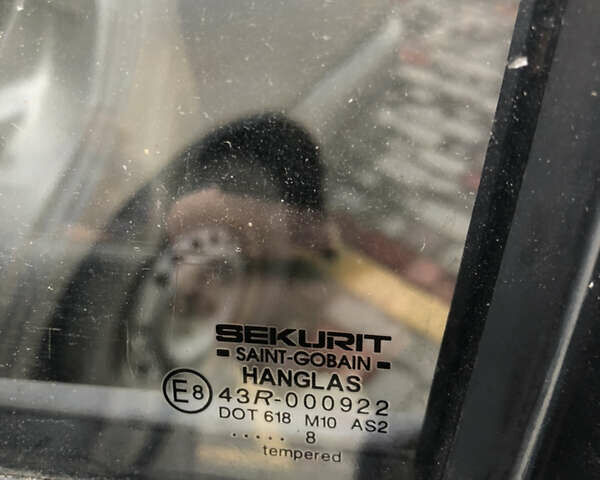 SEKURIT
- SAINT-GOBAIN -
HANGLAS
E8 43R-000922
DOT 618 M10 AS2
. . . . . 8
tempered